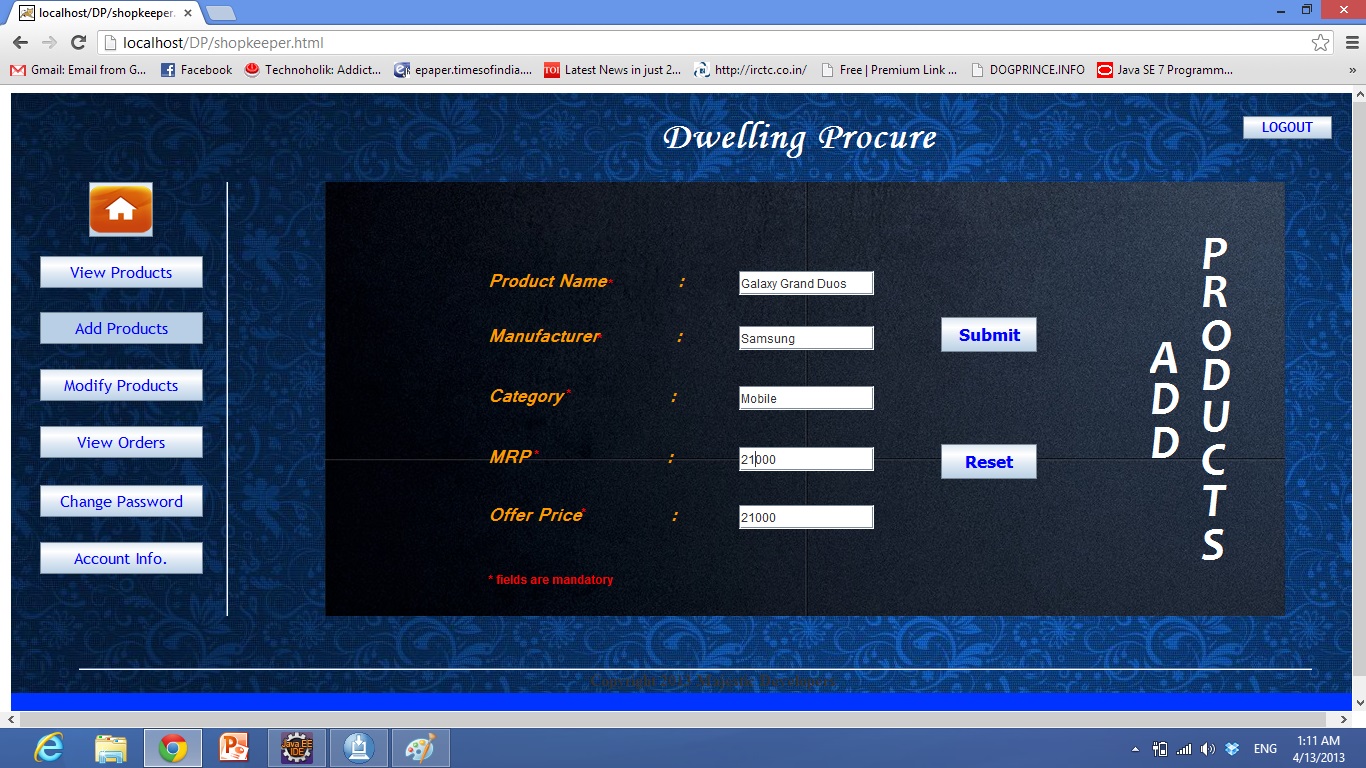 localhost/DP/shopkeeper.
localhost/DP/shopkeeper.html
Gmail: Email from G... Facebook Technoholik: Addict... epaper.timesofindia.... TOI Latest News in just 2... http://irctc.co.in/ Free | Premium Link ... DOGPRINCE.INFO Java SE 7 Programm... »
Dwelling Procure
LOGOUT
View Products
Add Products
Modify Products
View Orders
Change Password
Account Info.
Product Name* : Galaxy Grand Duos
Manufacturer* : Samsung
Category* : Mobile
MRP* : 21000
Offer Price* : 21000
* fields are mandatory
Submit
Reset
ADD
PRODUCTS
Java EE
IDE
ENG
1:11 AM
4/13/2013